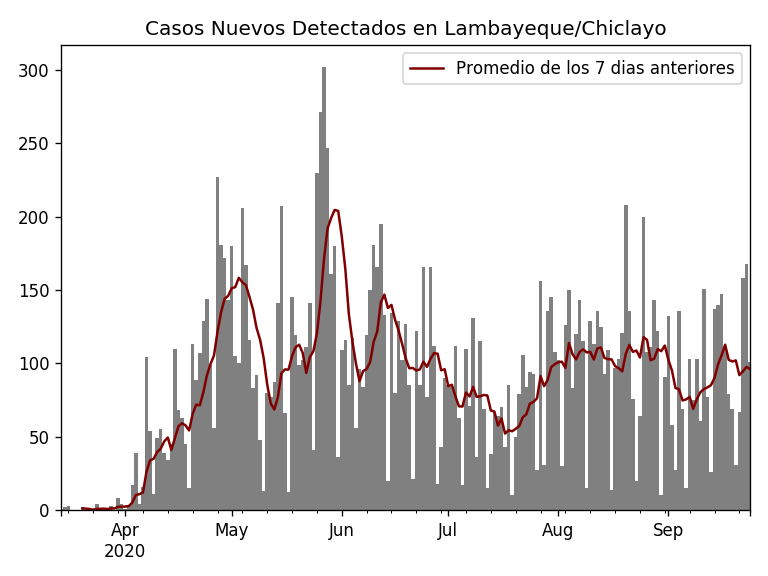 Casos Nuevos Detectados en Lambayeque/Chiclayo
Promedio de los 7 dias anteriores
300
250
200
150
100
50
0
Apr
2020
May
Jun
Jul
Aug
Sep